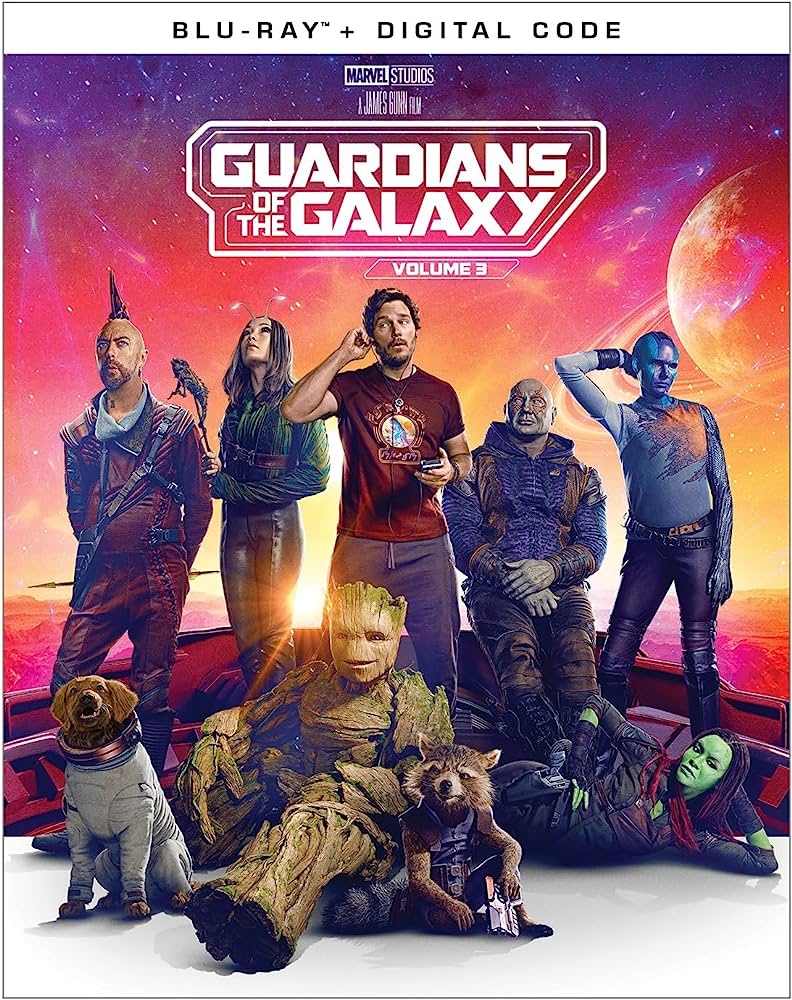 BLU-RAY™ + DIGITAL CODE
MARVEL STUDIOS
A JAMES GUNN FILM
GUARDIANS
OF THE GALAXY
VOLUME 3